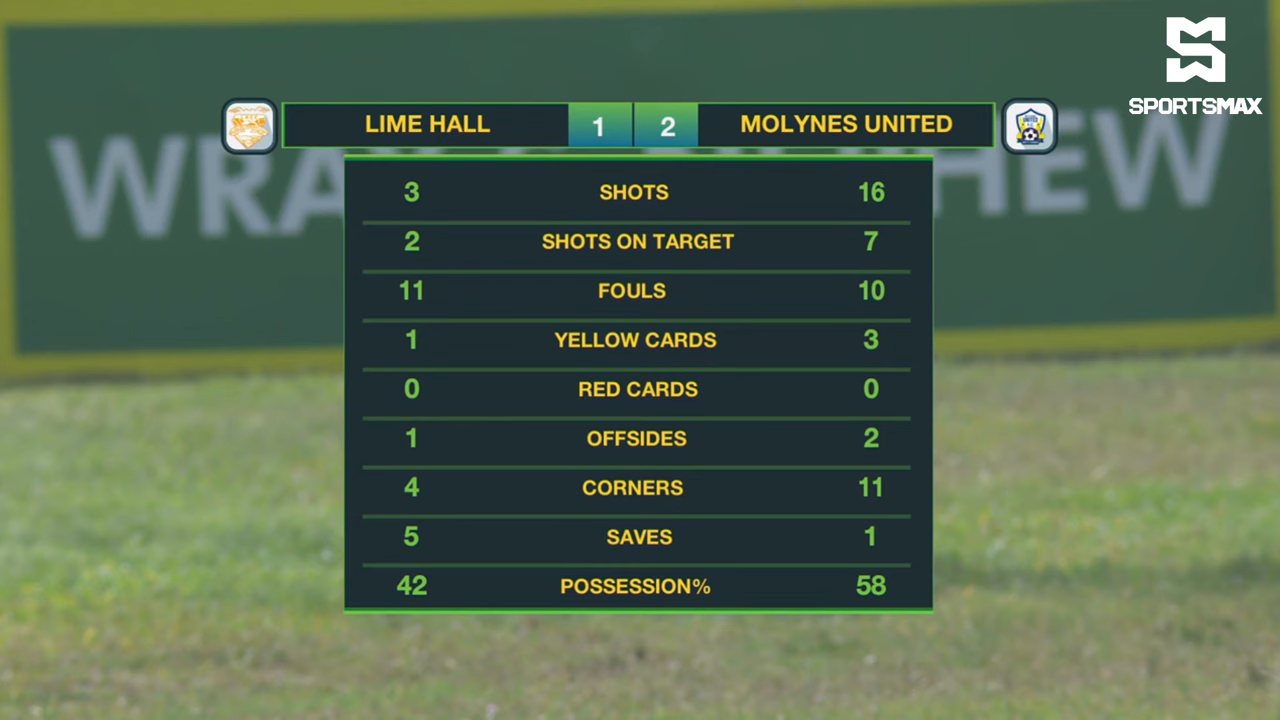 SPORTSMAX
LIME HALL 1 2 MOLYNES UNITED
WRAY & NEPHEW
3 SHOTS 16
2 SHOTS ON TARGET 7
11 FOULS 10
1 YELLOW CARDS 3
0 RED CARDS 0
1 OFFSIDES 2
4 CORNERS 11
5 SAVES 1
42 POSSESSION% 58